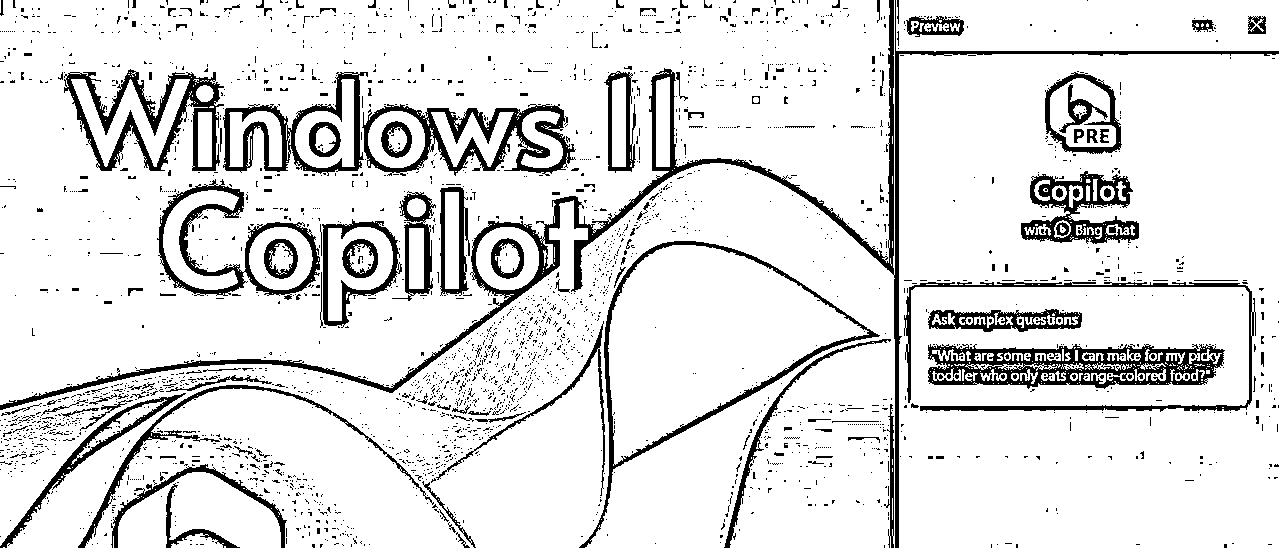 Windows 11
Copilot
Preview
PRE
Copilot
with Bing Chat
Ask complex questions
"What are some meals I can make for my picky
toddler who only eats orange-colored food?"